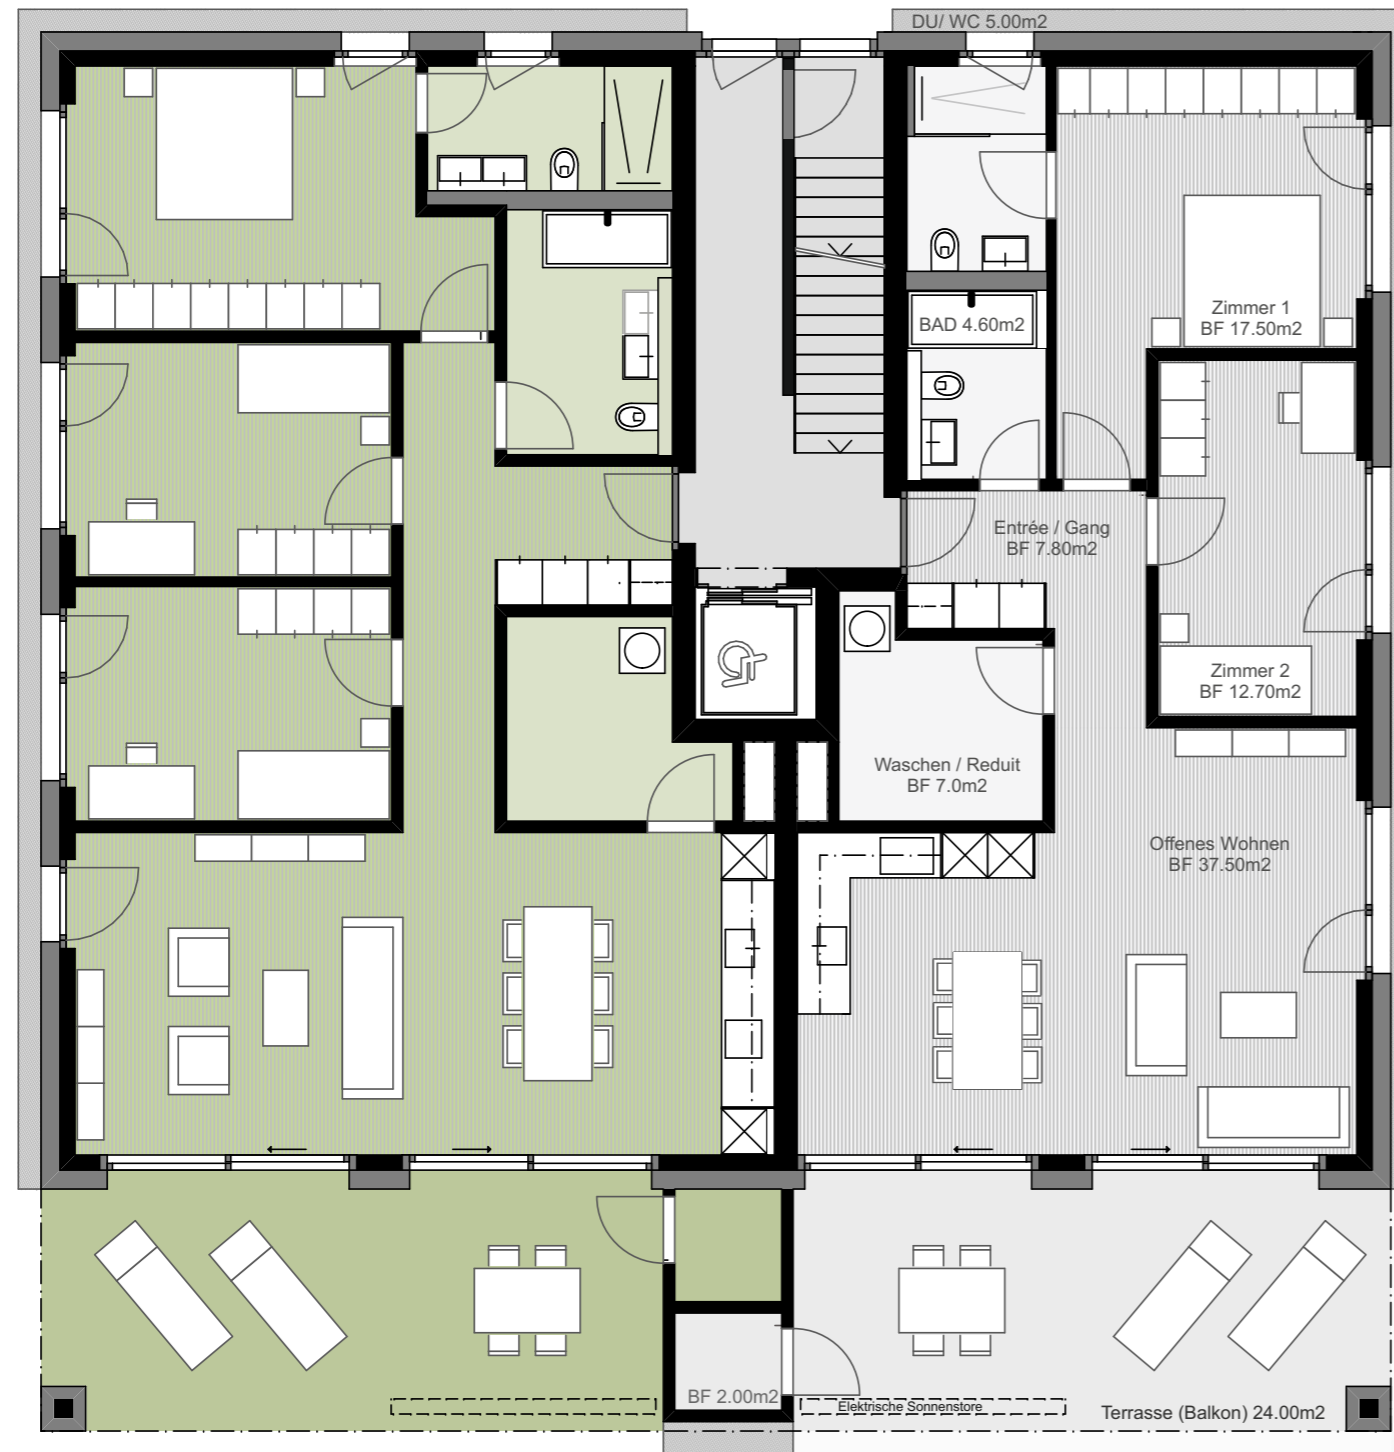 DU/ WC 5.00m2
Zimmer 1
BF 17.50m2
BAD 4.60m2
Entrée / Gang
BF 7.80m2
Zimmer 2
BF 12.70m2
Waschen / Reduit
BF 7.0m2
Offenes Wohnen
BF 37.50m2
BF 2.00m2
Elektrische Sonnenstore
Terrasse (Balkon) 24.00m2